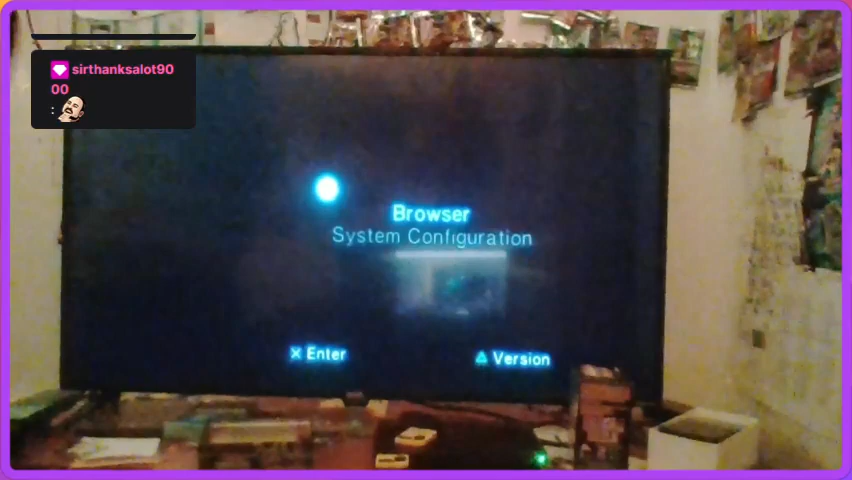 sirthanksalot90
00
:
Browser
System Configuration
X Enter
△ Version